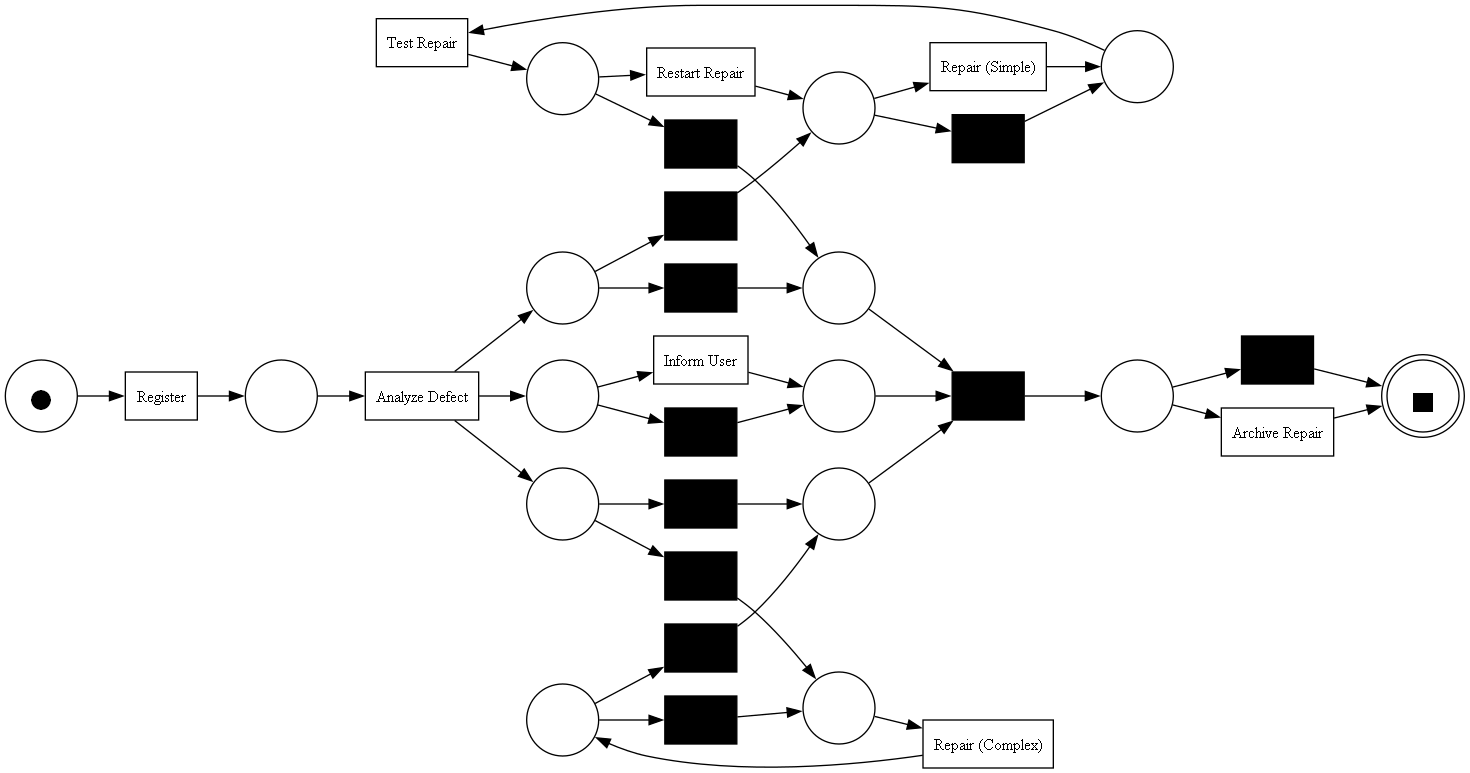 Test Repair
Restart Repair
Repair (Simple)
Inform User
Register
Analyze Defect
Archive Repair
Repair (Complex)